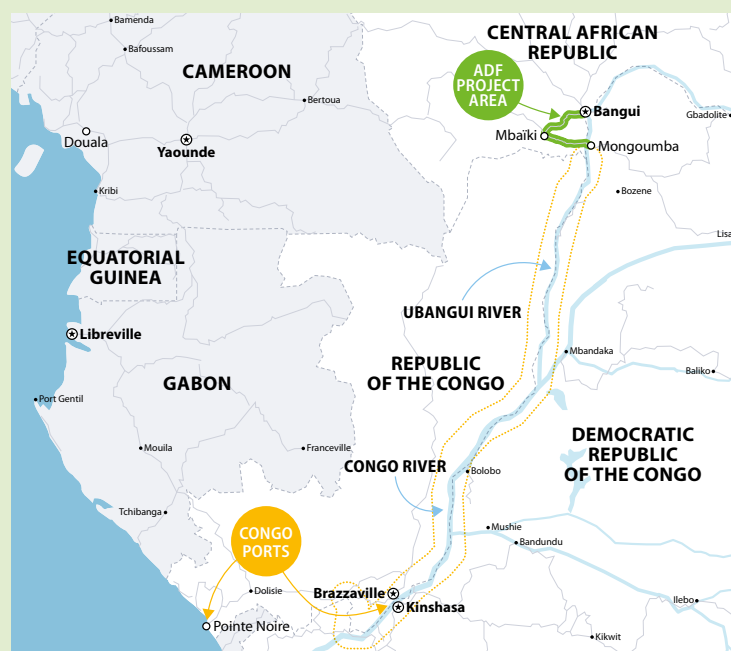 Bamenda
Bafoussam
CAMEROON
CENTRAL AFRICAN
REPUBLIC
ADF
PROJECT
AREA
Bertoua
Bangui
Gbadolite
Douala
Yaounde
Mbaïki
Mongoumba
Kribi
Bozene
Lisa
EQUATORIAL
GUINEA
UBANGUI RIVER
Libreville
Mbandaka
REPUBLIC
OF THE CONGO
Baliko
GABON
Port Gentil
DEMOCRATIC
REPUBLIC
OF THE CONGO
Mouila
Franceville
CONGO RIVER
Bolobo
Tchibanga
CONGO
PORTS
Mushie
Bandundu
Dolisie
Brazzaville
Kinshasa
Ilebo
Pointe Noire
Kikwit